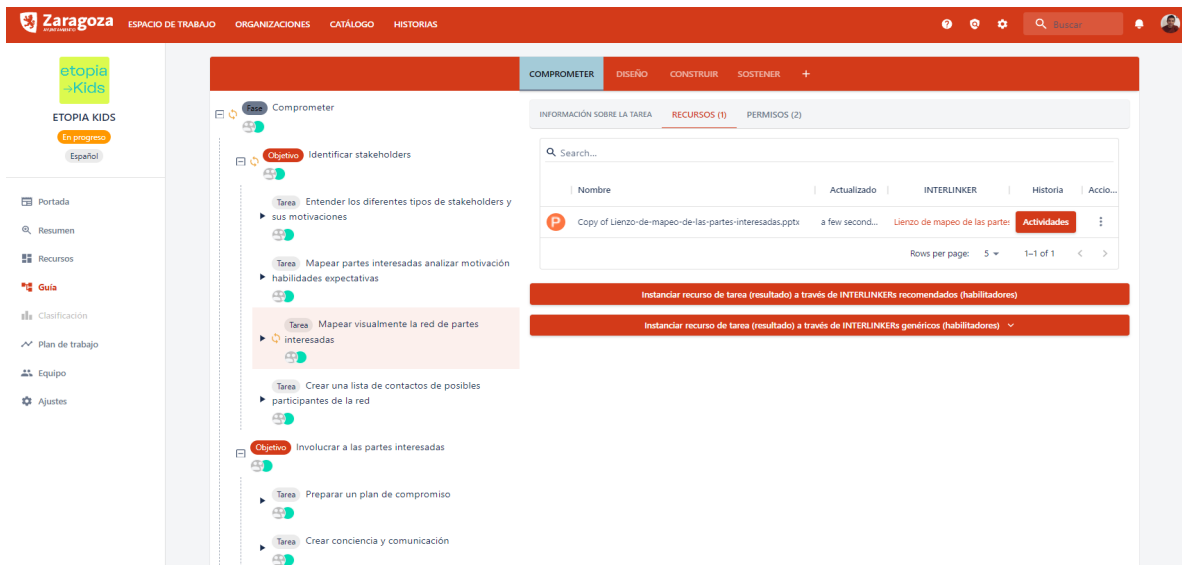 Zaragoza
AYUNTAMIENTO
ESPACIO DE TRABAJO ORGANIZACIONES CATÁLOGO HISTORIAS
Buscar
etopia
→Kids
ETOPIA KIDS
En progreso
Español
Portada
Resumen
Recursos
Guía
Clasificación
Plan de trabajo
Equipo
Ajustes
COMPROMETER DISEÑO CONSTRUIR SOSTENER +
Fase Comprometer
Objetivo Identificar stakeholders
Tarea Entender los diferentes tipos de stakeholders y
sus motivaciones
Tarea Mapear partes interesadas analizar motivación
habilidades expectativas
Tarea Mapear visualmente la red de partes
interesadas
Tarea Crear una lista de contactos de posibles
participantes de la red
Objetivo Involucrar a las partes interesadas
Tarea Preparar un plan de compromiso
Tarea Crear conciencia y comunicación
INFORMACIÓN SOBRE LA TAREA RECURSOS (1) PERMISOS (2)
Search...
Nombre Actualizado INTERLINKER Historia Accio...
P Copy of Lienzo-de-mapeo-de-las-partes-interesadas.pptx a few second... Lienzo de mapeo de las partes Actividades
Rows per page: 5 1–1 of 1
Instanciar recurso de tarea (resultado) a través de INTERLINKERs recomendados (habilitadores)
Instanciar recurso de tarea (resultado) a través de INTERLINKERs genéricos (habilitadores)